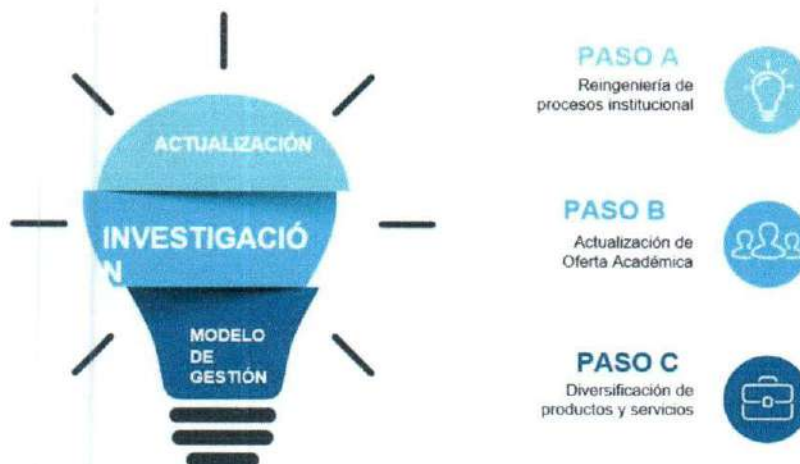 ACTUALIZACIÓN
INVESTIGACIÓ
N
MODELO
DE
GESTIÓN
PASO A
Reingeniería de
procesos institucional
PASO B
Actualización de
Oferta Académica
PASO C
Diversificación de
productos y servicios